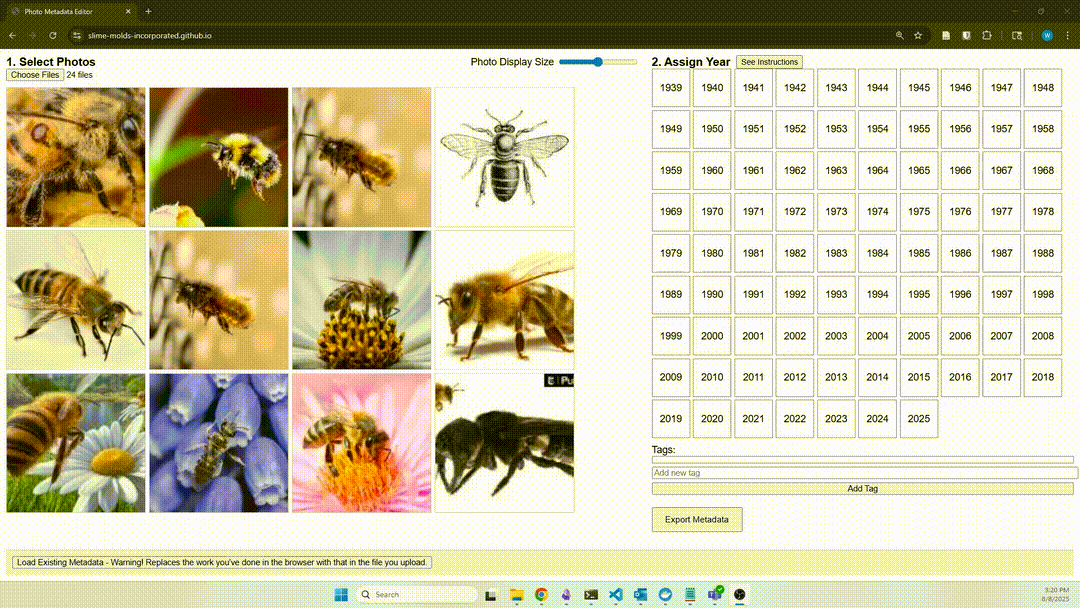 Photo Metadata Editor
slime-molds-incorporated.github.io
W
1. Select Photos
Photo Display Size
Choose Files 24 files
2. Assign Year See Instructions
1939 1940 1941 1942 1943 1944 1945 1946 1947 1948
1949 1950 1951 1952 1953 1954 1955 1956 1957 1958
1959 1960 1961 1962 1963 1964 1965 1966 1967 1968
1969 1970 1971 1972 1973 1974 1975 1976 1977 1978
1979 1980 1981 1982 1983 1984 1985 1986 1987 1988
1989 1990 1991 1992 1993 1994 1995 1996 1997 1998
1999 2000 2001 2002 2003 2004 2005 2006 2007 2008
2009 2010 2011 2012 2013 2014 2015 2016 2017 2018
2019 2020 2021 2022 2023 2024 2025
Tags:
Add new tag
Add Tag
Export Metadata
Load Existing Metadata - Warning! Replaces the work you've done in the browser with that in the file you upload.
Search
3:20 PM
8/8/2025